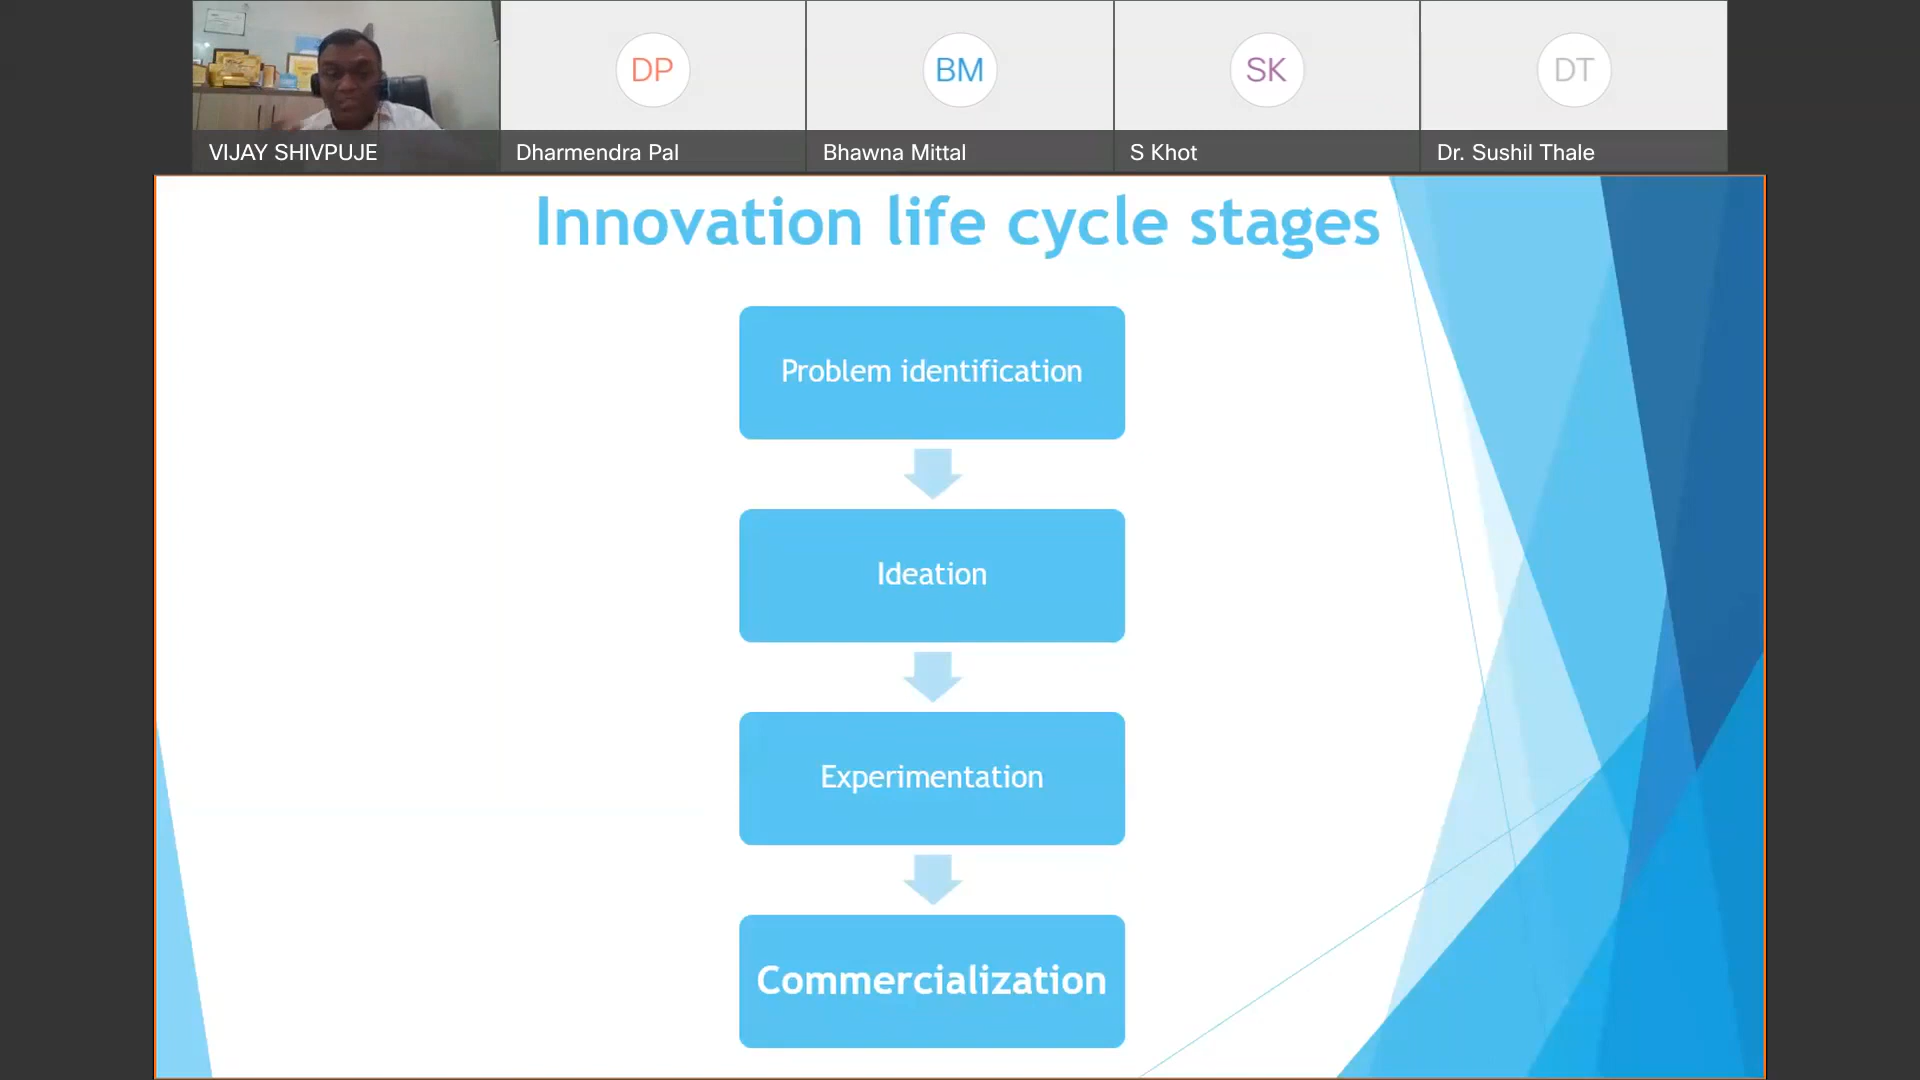 DP
BM
SK
DT
VIJAY SHIVPUJE
Dharmendra Pal
Bhawna Mittal
S Khot
Dr. Sushil Thale
Innovation life cycle stages
Problem identification
Ideation
Experimentation
Commercialization